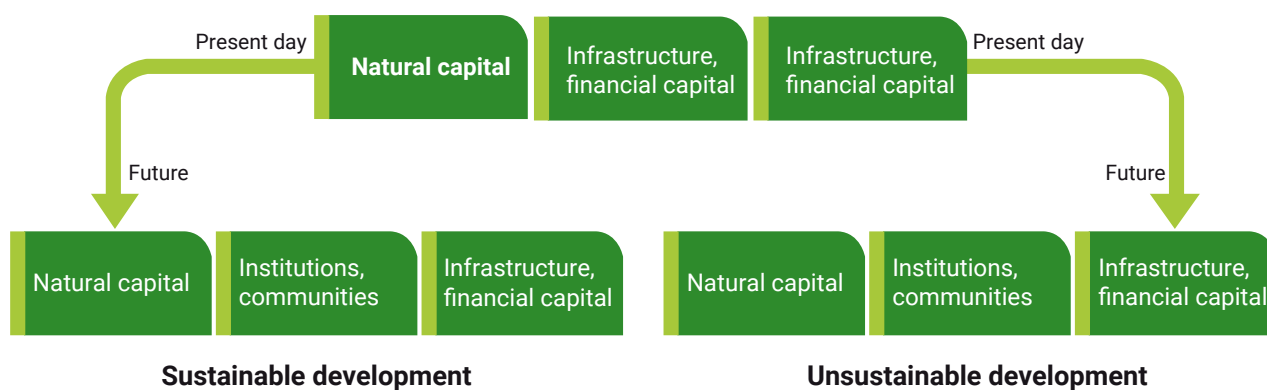 Present day
Natural capital
Infrastructure,
financial capital
Infrastructure,
financial capital
Present day
Future
Future
Natural capital
Institutions,
communities
Infrastructure,
financial capital
Natural capital
Institutions,
communities
Infrastructure,
financial capital
Sustainable development
Unsustainable development